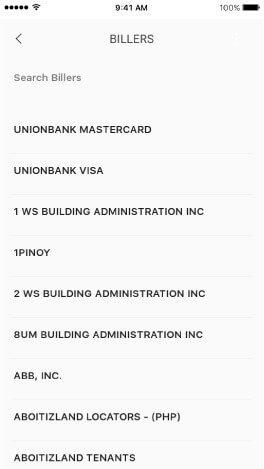 9:41 AM
100%
BILLERS
Search Billers
UNIONBANK MASTERCARD
UNIONBANK VISA
1 WS BUILDING ADMINISTRATION INC
1PINOY
2 WS BUILDING ADMINISTRATION INC
8UM BUILDING ADMINISTRATION INC
ABB, INC.
ABOITIZLAND LOCATORS - (PHP)
ABOITIZLAND TENANTS